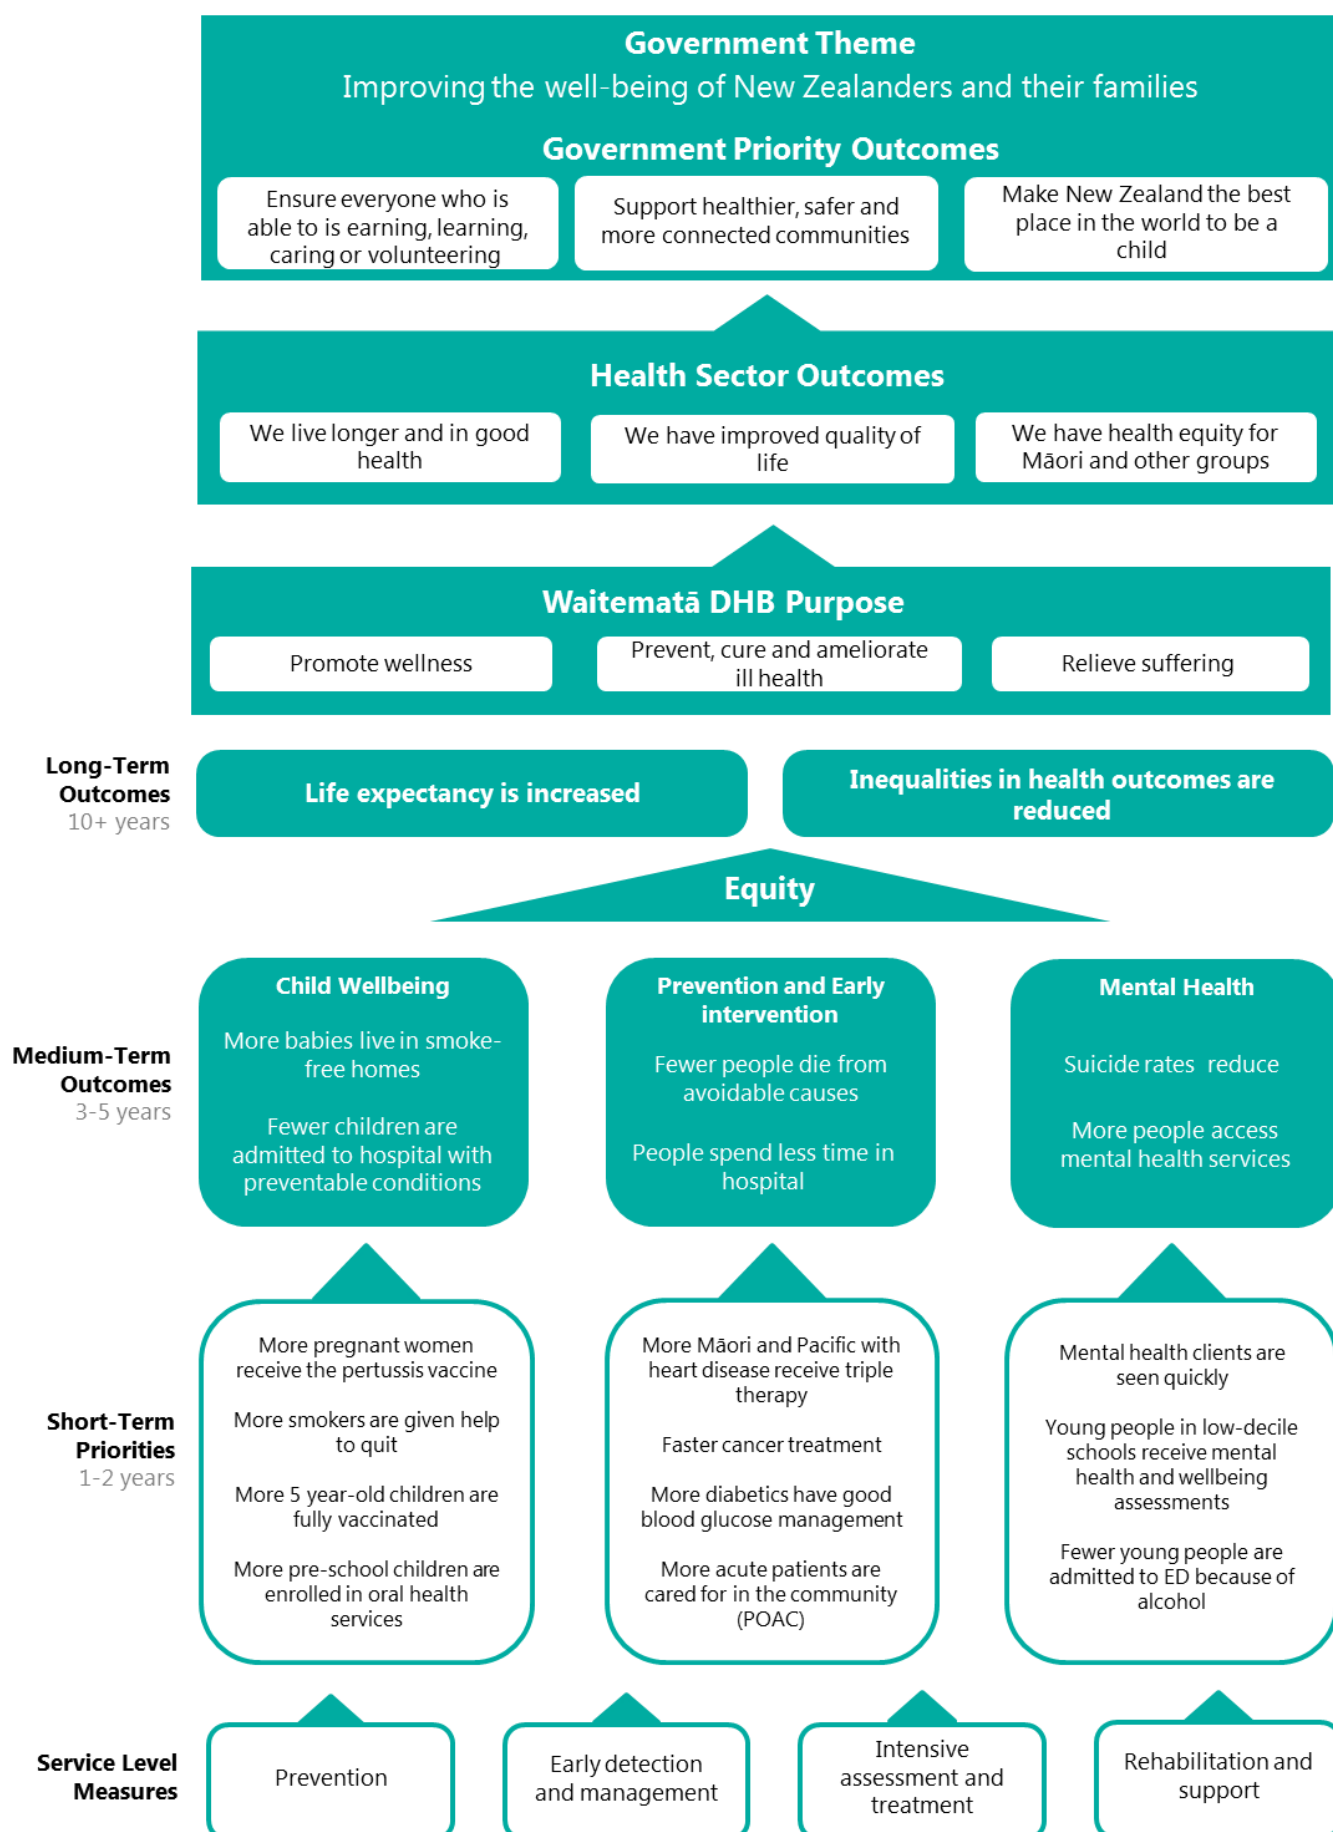 Government Theme
Improving the well-being of New Zealanders and their families
Government Priority Outcomes
Ensure everyone who is
able to is earning, learning,
caring or volunteering
Support healthier, safer and
more connected communities
Make New Zealand the best
place in the world to be a
child
Health Sector Outcomes
We live longer and in good
health
We have improved quality of
life
We have health equity for
Māori and other groups
Waitematā DHB Purpose
Promote wellness
Prevent, cure and ameliorate
ill health
Relieve suffering
Long-Term
Outcomes
10+ years
Life expectancy is increased
Inequalities in health outcomes are
reduced
Equity
Medium-Term
Outcomes
3-5 years
Child Wellbeing
More babies live in smoke-
free homes
Fewer children are
admitted to hospital with
preventable conditions
Prevention and Early
intervention
Fewer people die from
avoidable causes
People spend less time in
hospital
Mental Health
Suicide rates reduce
More people access
mental health services
Short-Term
Priorities
1-2 years
More pregnant women
receive the pertussis vaccine
More smokers are given help
to quit
More 5 year-old children are
fully vaccinated
More pre-school children are
enrolled in oral health
services
More Māori and Pacific with
heart disease receive triple
therapy
Faster cancer treatment
More diabetics have good
blood glucose management
More acute patients are
cared for in the community
(POAC)
Mental health clients are
seen quickly
Young people in low-decile
schools receive mental
health and wellbeing
assessments
Fewer young people are
admitted to ED because of
alcohol
Service Level
Measures
Prevention
Early detection
and management
Intensive
assessment and
treatment
Rehabilitation and
support